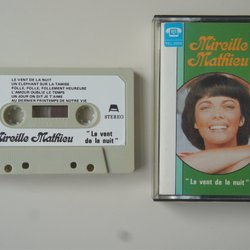 LE VENT DE LA NUIT
UN ELEPHANT SUR LA TAMISE
FOLLE, FOLLE, FOLLEMENT HEUREUSE
L'AMOUR OUBLIE LE TEMPS
UN JOUR ON DIT JE T'AIME
AU DERNIER PRINTEMPS DE NOTRE VIE
A
STEREO
Mireille Mathieu
"Le vent
de la nuit"
Mireille
Mathieu
"Le vent de la nuit"